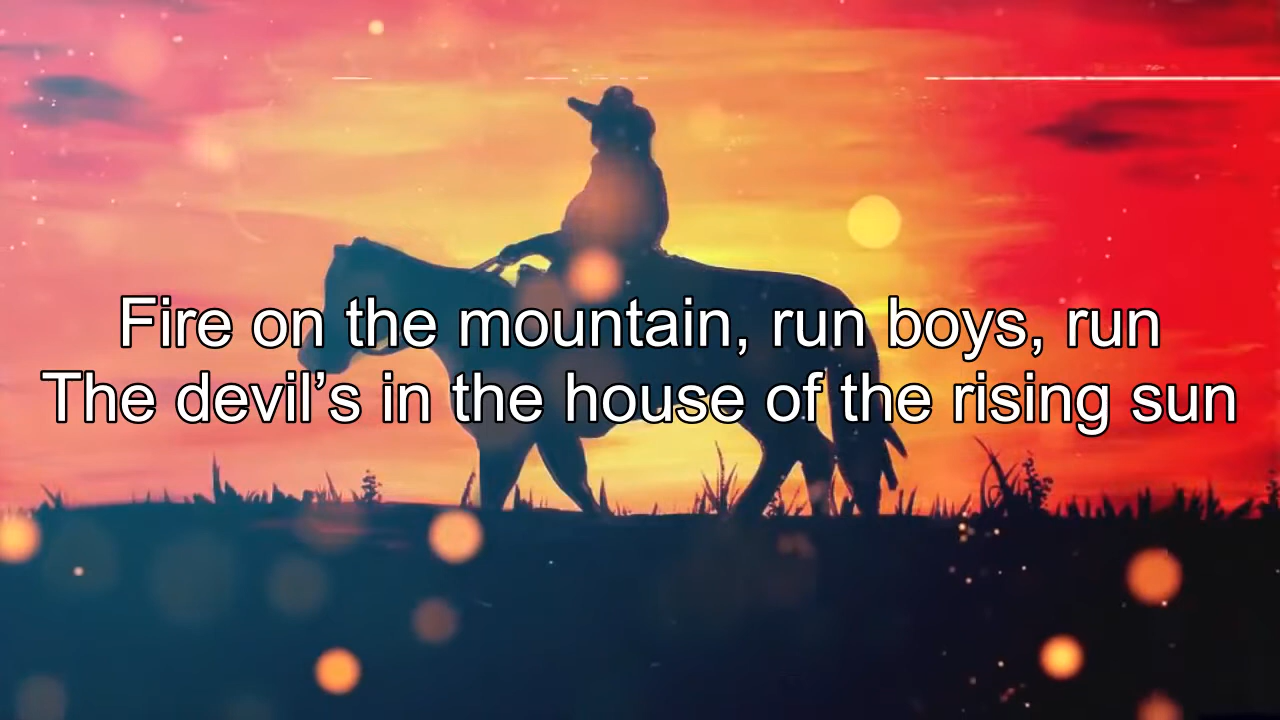 Fire on the mountain, run boys, run
The devil’s in the house of the rising sun